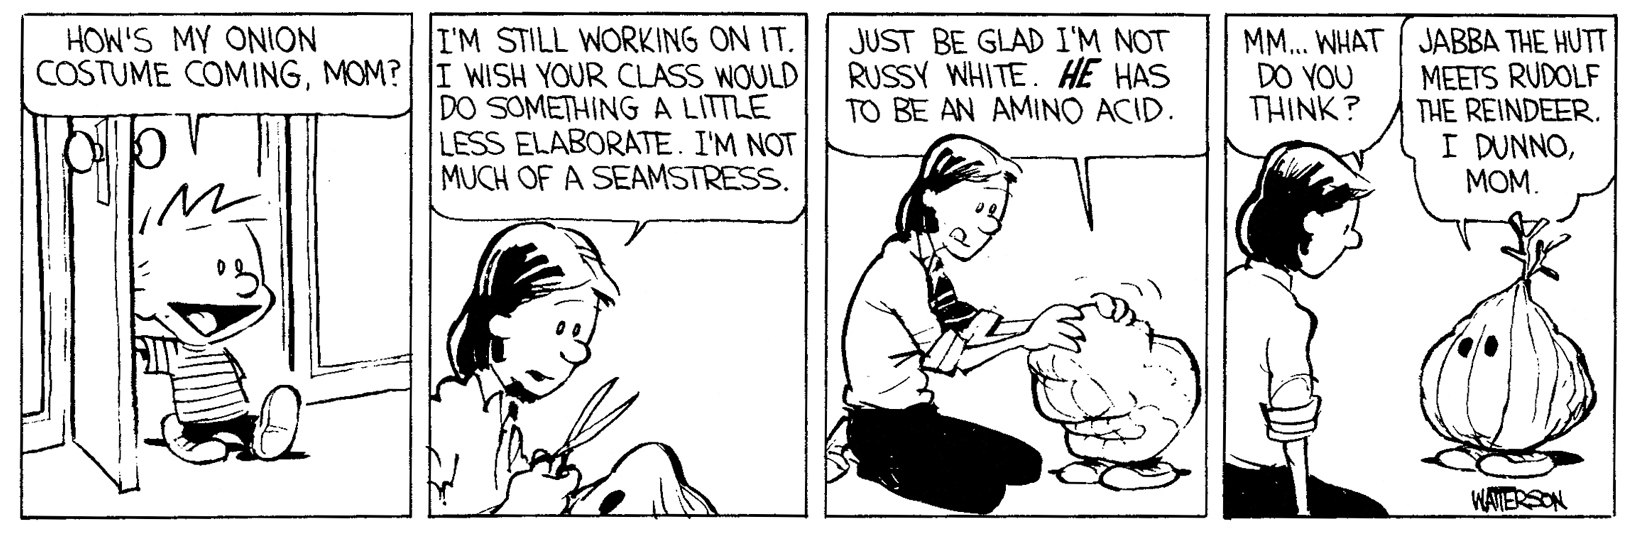 HOW'S MY ONION
COSTUME COMING, MOM?
I'M STILL WORKING ON IT.
I WISH YOUR CLASS WOULD
DO SOMETHING A LITTLE
LESS ELABORATE. I'M NOT
MUCH OF A SEAMSTRESS.
JUST BE GLAD I'M NOT
RUSSY WHITE. HE HAS
TO BE AN AMINO ACID.
MM... WHAT
DO YOU
THINK?
JABBA THE HUTT
MEETS RUDOLF
THE REINDEER.
I DUNNO,
MOM.
WATTERSON